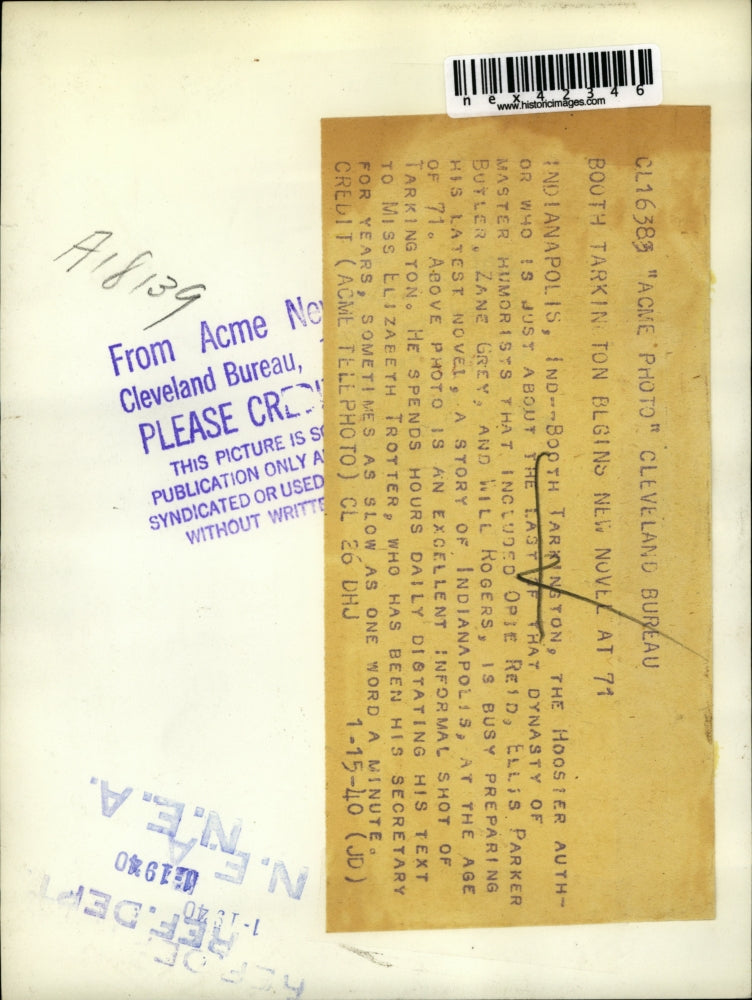 nex42346
www.historicimages.com
CL16383 "ACME PHOTO" CLEVELAND BUREAU
BOOTH TARKIN TON BEGINS NEW NOVEL AT 71
INDIANAPOLIS, IND---BOOTH TARKINGTON, THE HOOSIER AUTH-
OR WHO IS JUST ABOUT THE LAST OF THAT DYNASTY OF
MASTER HUMORISTS THAT INCLUDED OPIE REID, ELLIS PARKER
BUTLER, ZANE GREY, AND WILL ROGERS, IS BUSY PREPARING
HIS LATEST NOVEL, A STORY OF INDIANAPOLIS, AT THE AGE
OF 71. ABOVE PHOTO IS AN EXCELLENT INFORMAL SHOT OF
TARKINGTON. HE SPENDS HOURS DAILY DICTATING HIS TEXT
TO MISS ELIZABETH TROTTER, WHO HAS BEEN HIS SECRETARY
FOR YEARS, SOMETIMES AS SLOW AS ONE WORD A MINUTE.
CREDIT (ACME TELEPHOTO) CL 26 DHJ 1-15-40 (JD)
A18139
From Acme
Cleveland Bureau,
PLEASE
THIS PICTURE IS
PUBLICATION ONLY
SYNDICATED OR USED
WITHOUT
N.E.A.
N.E.A.
REF.DEPT